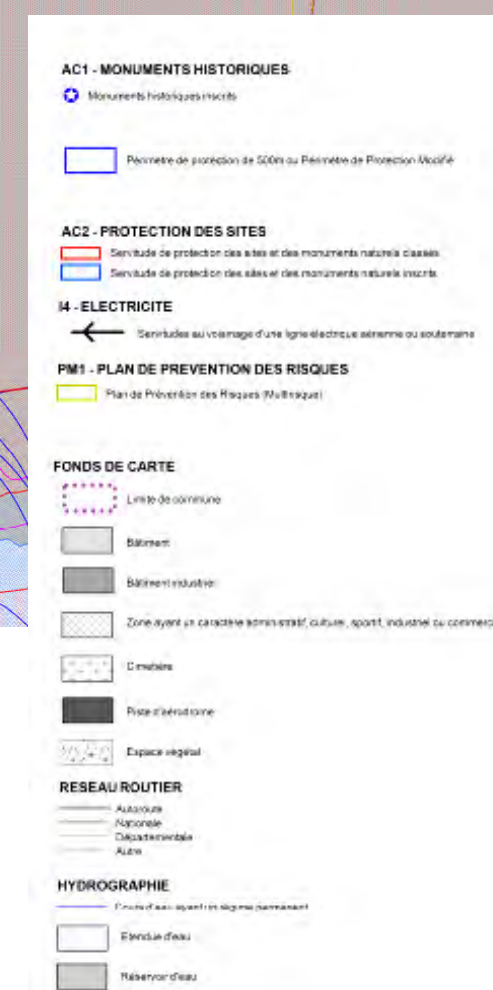 AC1 - MONUMENTS HISTORIQUES
Monuments historiques inscrits
Périmètre de protection de 500m ou Périmètre de Protection Modifié
AC2 - PROTECTION DES SITES
Servitude de protection des sites et des monuments naturels classés
Servitude de protection des sites et des monuments naturels inscrits
I4 - ELECTRICITE
Servitudes au voisinage d'une ligne électrique aérienne ou souterraine
PM1 - PLAN DE PREVENTION DES RISQUES
Plan de Prévention des Risques (Multirisque)
FONDS DE CARTE
Limite de commune
Bâtiment
Bâtiment industriel
Zone ayant un caractère administratif, culturel, sportif, industriel ou commerc
Cimetière
Piste d'aérodrome
Espace végétal
RESEAU ROUTIER
Autoroute
Nationale
Départementale
Autre
HYDROGRAPHIE
Cours d'eau ayant un régime permanent
Etendue d'eau
Réservoir d'eau